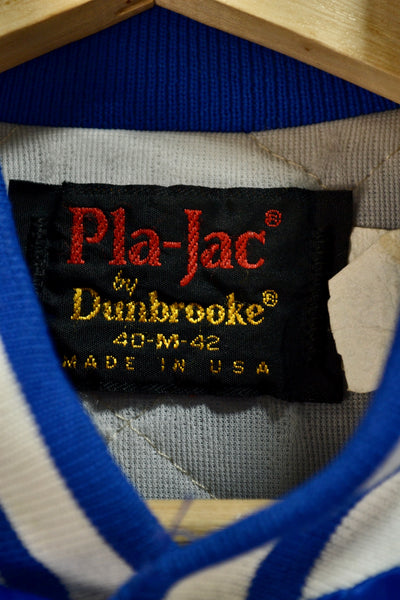 Pla-Jac®
by
Dunbrooke®
40-M-42
MADE IN USA